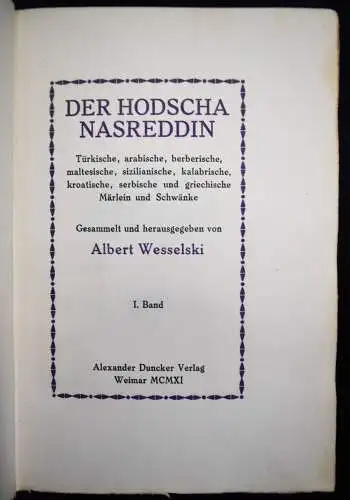 DER HODSCHA
NASREDDIN
Türkische, arabische, berberische,
maltesische, sizilianische, kalabrische,
kroatische, serbische und griechische
Märlein und Schwänke
Gesammelt und herausgegeben von
Albert Wesselski
I. Band
Alexander Duncker Verlag
Weimar MCMXI